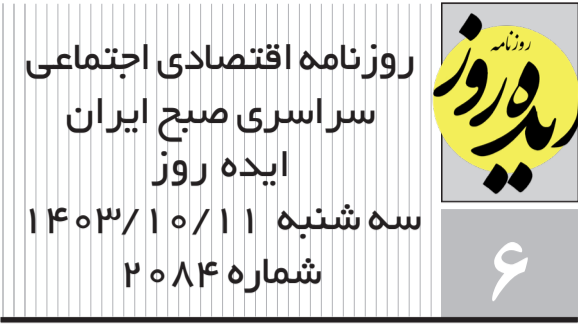 روزنامه اقتصادی اجتماعی
سراسری صبح ایران
ایده روز
سه شنبه ۱۴۰۳/۱۰/۱۱
شماره ۲۰۸۴
روزنامه
ایده روز
۶